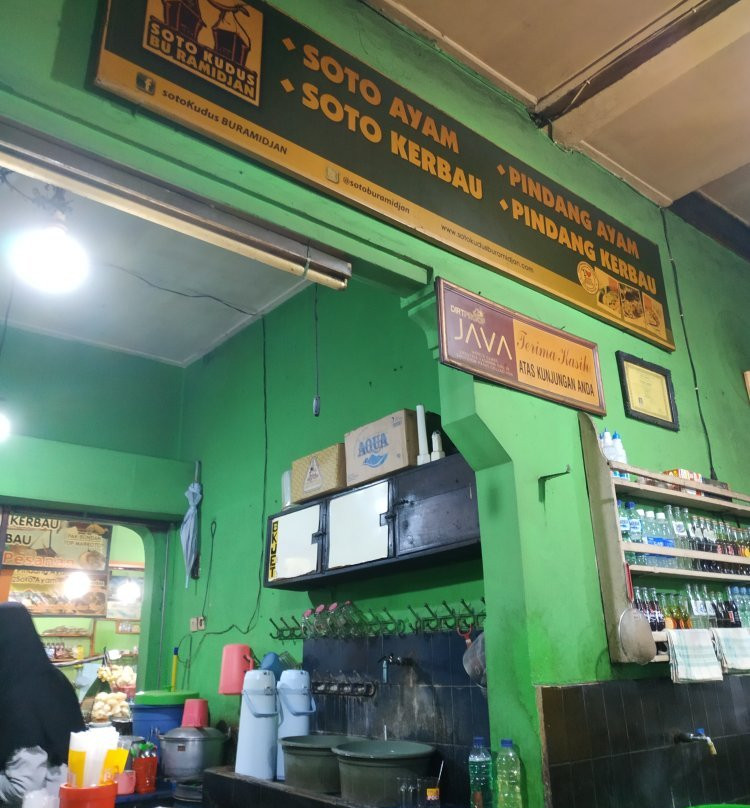 SOTO KUDUS
BU RAMIDJAN
sotoKudus BURAMIDJAN
SOTO AYAM
SOTO KERBAU
@sotoburamidjan
PINDANG AYAM
PINDANG KERBAU
www.sotokudusburamidjan.com
JAVA
Terima Kasih
ATAS KUNJUNGAN ANDA
AQUA
KERBAU
BAU